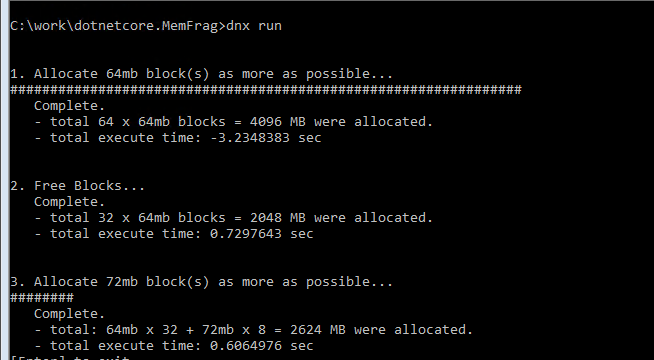 C:\work\dotnetcore.MemFrag>dnx run
1. Allocate 64mb block(s) as more as possible...
################################################################
Complete.
- total 64 x 64mb blocks = 4096 MB were allocated.
- total execute time: -3.2348383 sec
2. Free Blocks...
Complete.
- total 32 x 64mb blocks = 2048 MB were allocated.
- total execute time: 0.7297643 sec
3. Allocate 72mb block(s) as more as possible...
########
Complete.
- total: 64mb x 32 + 72mb x 8 = 2624 MB were allocated.
- total execute time: 0.6064976 sec
[Enter] to exit